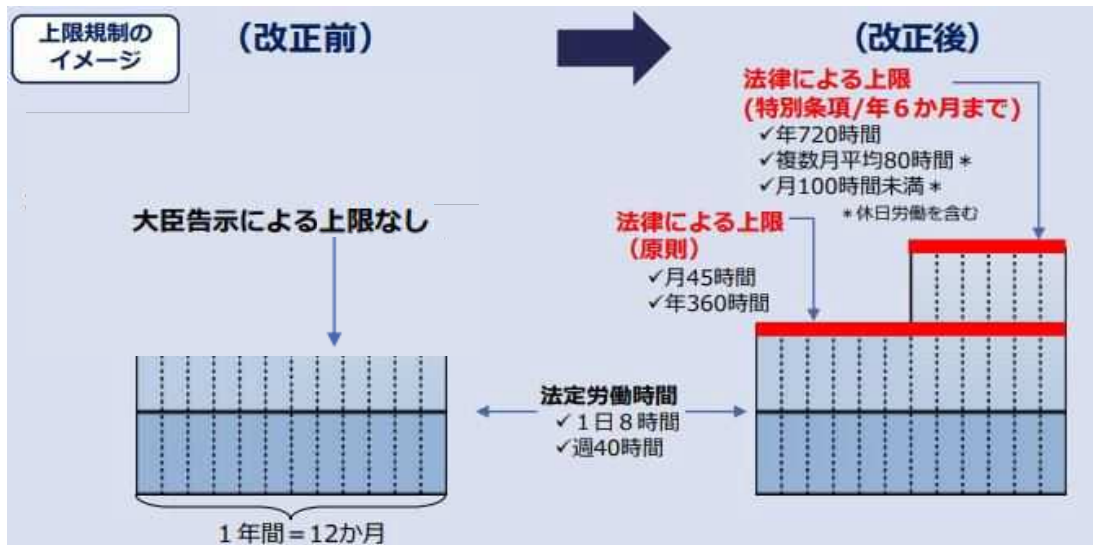 上限規制の
イメージ
（改正前）
（改正後）
法律による上限
(特別条項/年６か月まで)
✓年720時間
✓複数月平均80時間＊
✓月100時間未満＊
＊休日労働を含む
大臣告示による上限なし
法律による上限
（原則）
✓月45時間
✓年360時間
法定労働時間
✓１日８時間
✓週40時間
１年間＝12か月